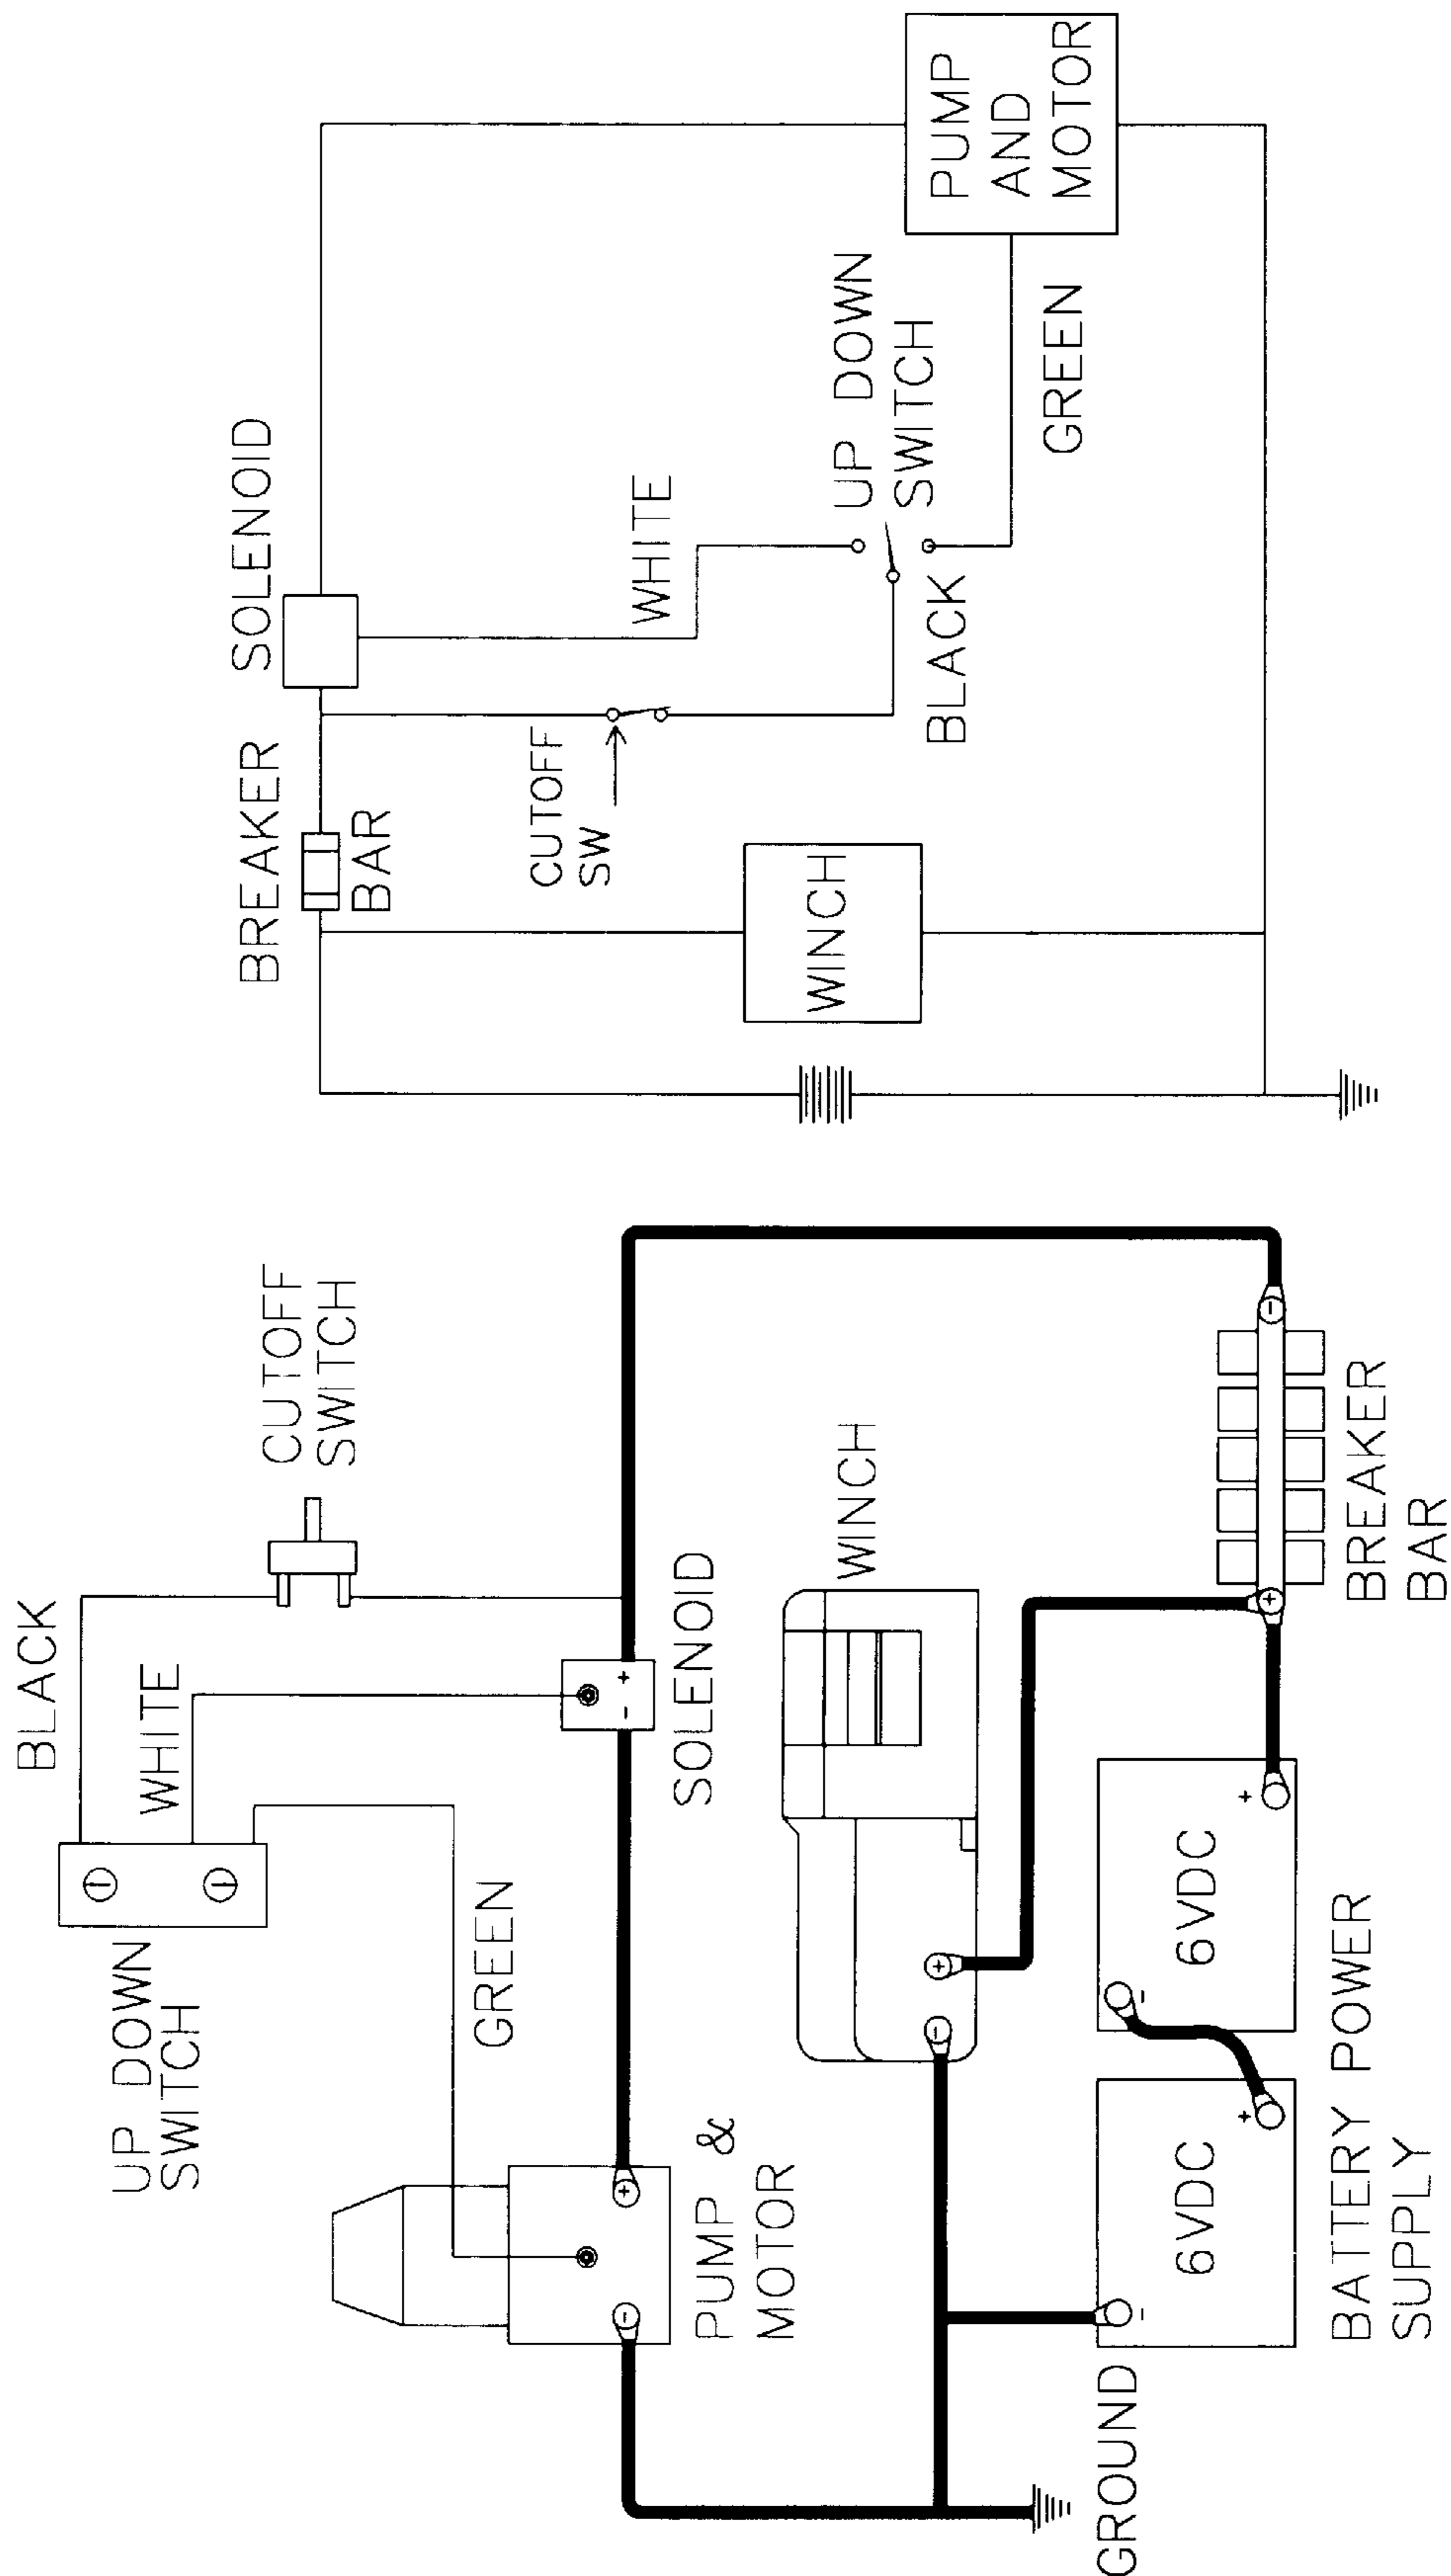 BLACK
CUTOFF
SWITCH
WHITE
UP DOWN
SWITCH
GREEN
SOLENOID
+
-
PUMP &
MOTOR
+
-
WINCH
+
-
GROUND
6VDC
+
-
6VDC
+
-
BATTERY POWER
SUPPLY
BREAKER
BAR
+
-
SOLENOID
BREAKER
BAR
CUTOFF
SW
WHITE
WINCH
UP DOWN
SWITCH
BLACK
GREEN
PUMP
AND
MOTOR